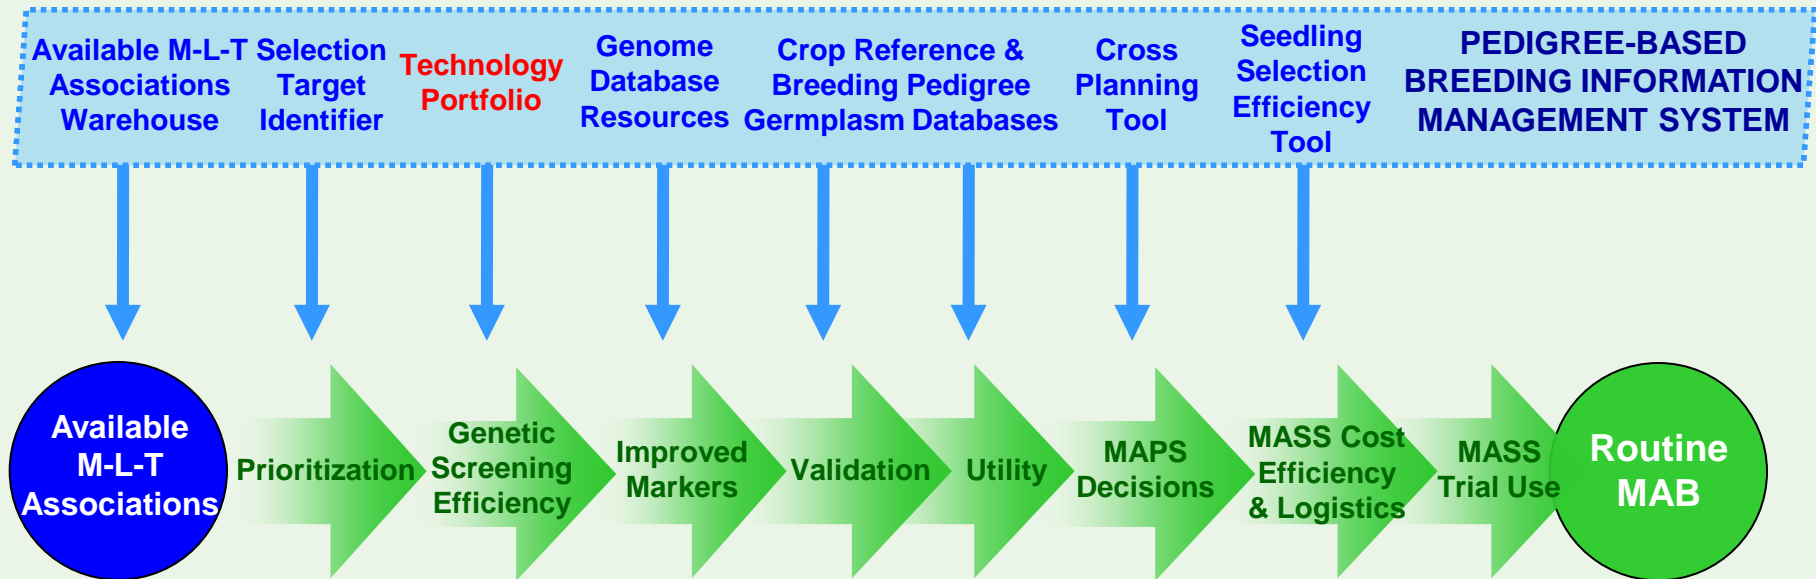 Available M-L-T
Associations
Warehouse
Selection
Target
Identifier
Technology
Portfolio
Genome
Database
Resources
Crop Reference &
Breeding Pedigree
Germplasm Databases
Cross
Planning
Tool
Seedling
Selection
Efficiency
Tool
PEDIGREE-BASED
BREEDING INFORMATION
MANAGEMENT SYSTEM
Available
M-L-T
Associations
Prioritization
Genetic
Screening
Efficiency
Improved
Markers
Validation
Utility
MAPS
Decisions
MASS Cost
Efficiency
& Logistics
MASS
Trial Use
Routine
MAB